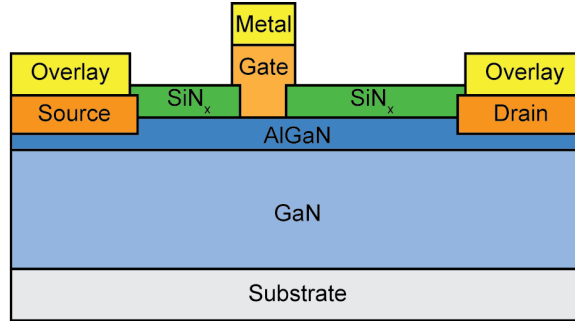 Metal
Overlay
Gate
Overlay
SiNₓ
SiNₓ
Source
Drain
AlGaN
GaN
Substrate